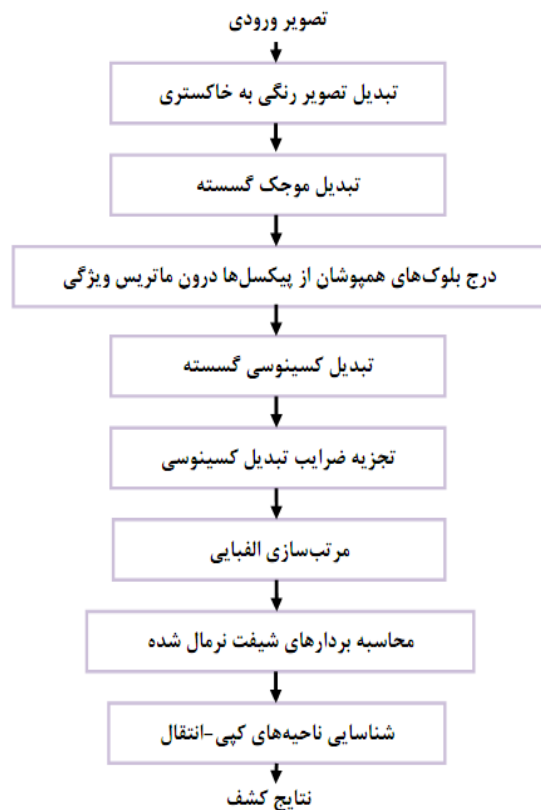 تصویر ورودی
تبدیل تصویر رنگی به خاکستری
تبدیل موجک گسسته
درج بلوک‌های همپوشان از پیکسل‌ها درون ماتریس ویژگی
تبدیل کسینوسی گسسته
تجزیه ضرایب تبدیل کسینوسی
مرتب‌سازی الفبایی
محاسبه بردارهای شیفت نرمال شده
شناسایی ناحیه‌های کپی-انتقال
نتایج کشف